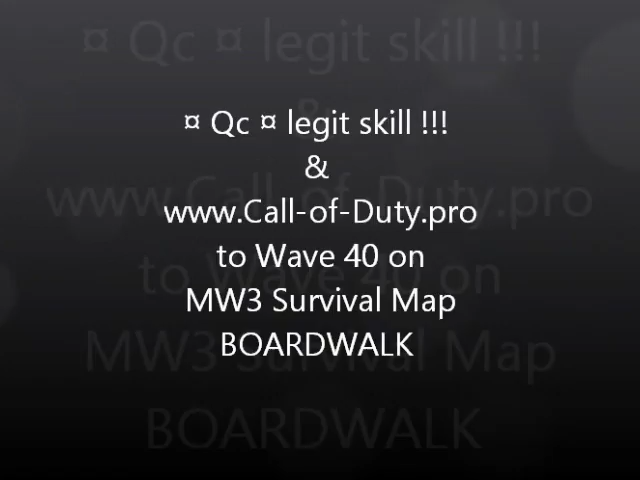 ¤ Qc ¤ legit skill !!!
&
www.Call-of-Duty.pro
to Wave 40 on
MW3 Survival Map
BOARDWALK